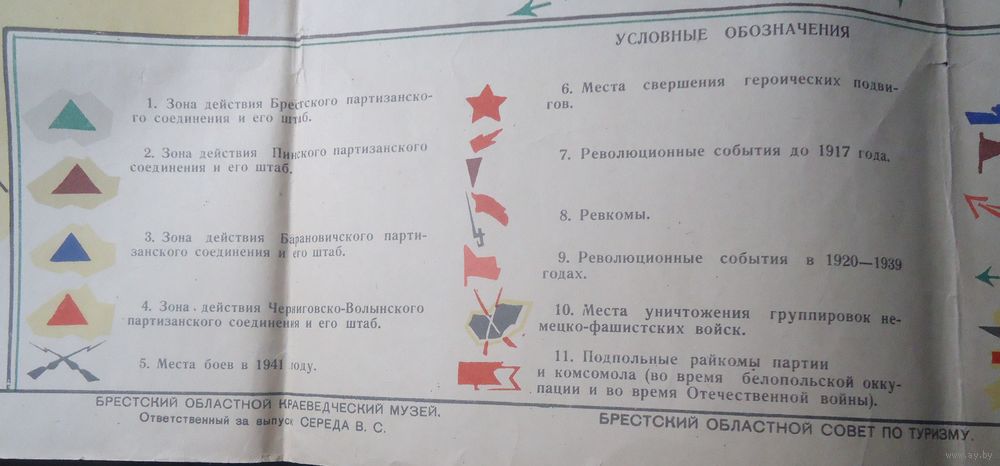 УСЛОВНЫЕ ОБОЗНАЧЕНИЯ
1. Зона действия Брестского партизанско-
го соединения и его штаб.
2. Зона действия Пинского партизанского
соединения и его штаб.
3. Зона действия Барановичского парти-
занского соединения и его штаб.
4. Зона действия Черниговско-Волынского
партизанского соединения и его штаб.
5. Места боев в 1941 году.
6. Места свершения героических подви-
гов.
7. Революционные события до 1917 года.
8. Ревкомы.
9. Революционные события в 1920—1939
годах.
10. Места уничтожения группировок не-
мецко-фашистских войск.
11. Подпольные райкомы партии
и комсомола (во время белопольской окку-
пации и во время Отечественной войны).
БРЕСТСКИЙ ОБЛАСТНОЙ КРАЕВЕДЧЕСКИЙ МУЗЕЙ.
Ответственный за выпуск СЕРЕДА В. С.
БРЕСТСКИЙ ОБЛАСТНОЙ СОВЕТ ПО ТУРИЗМУ.
www.ay.by